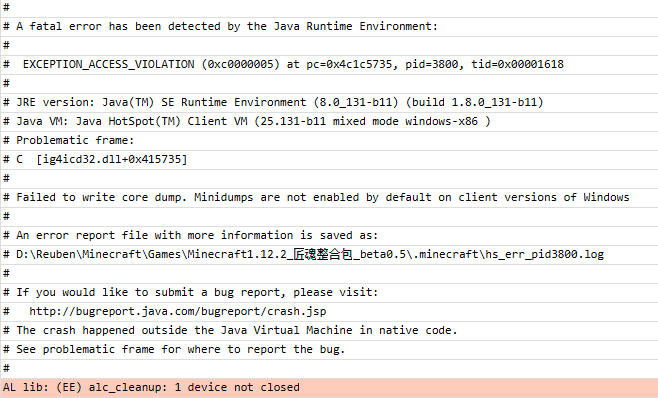 #
# A fatal error has been detected by the Java Runtime Environment:
#
#  EXCEPTION_ACCESS_VIOLATION (0xc0000005) at pc=0x4c1c5735, pid=3800, tid=0x00001618
#
# JRE version: Java(TM) SE Runtime Environment (8.0_131-b11) (build 1.8.0_131-b11)
# Java VM: Java HotSpot(TM) Client VM (25.131-b11 mixed mode windows-x86 )
# Problematic frame:
# C  [ig4icd32.dll+0x415735]
#
# Failed to write core dump. Minidumps are not enabled by default on client versions of Windows
#
# An error report file with more information is saved as:
# D:\Reuben\Minecraft\Games\Minecraft1.12.2_匠魂整合包_beta0.5\.minecraft\hs_err_pid3800.log
#
# If you would like to submit a bug report, please visit:
#   http://bugreport.java.com/bugreport/crash.jsp
# The crash happened outside the Java Virtual Machine in native code.
# See problematic frame for where to report the bug.
#
AL lib: (EE) alc_cleanup: 1 device not closed